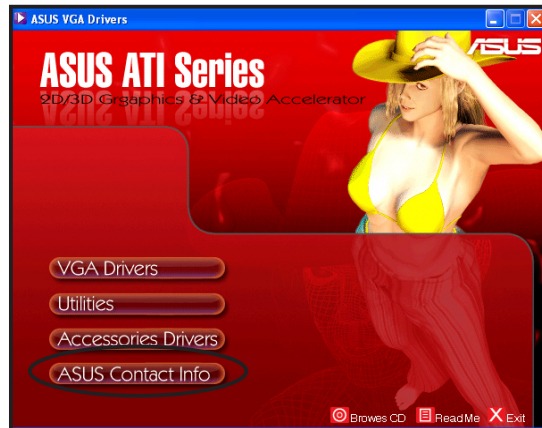 ASUS VGA Drivers
ASUS
ASUS ATI Series
2D/3D Grgaphics & Video Accelerator
VGA Drivers
Utilities
Accessories Drivers
ASUS Contact Info
Browes CD
ReadMe
Exit